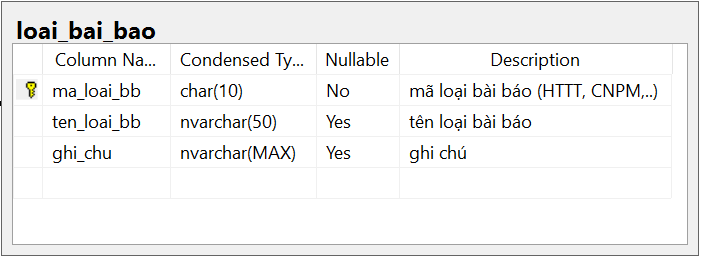 loai_bai_bao
Column Na... Condensed Ty... Nullable Description
ma_loai_bb char(10) No mã loại bài báo (HTTT, CNPM,..)
ten_loai_bb nvarchar(50) Yes tên loại bài báo
ghi_chu nvarchar(MAX) Yes ghi chú